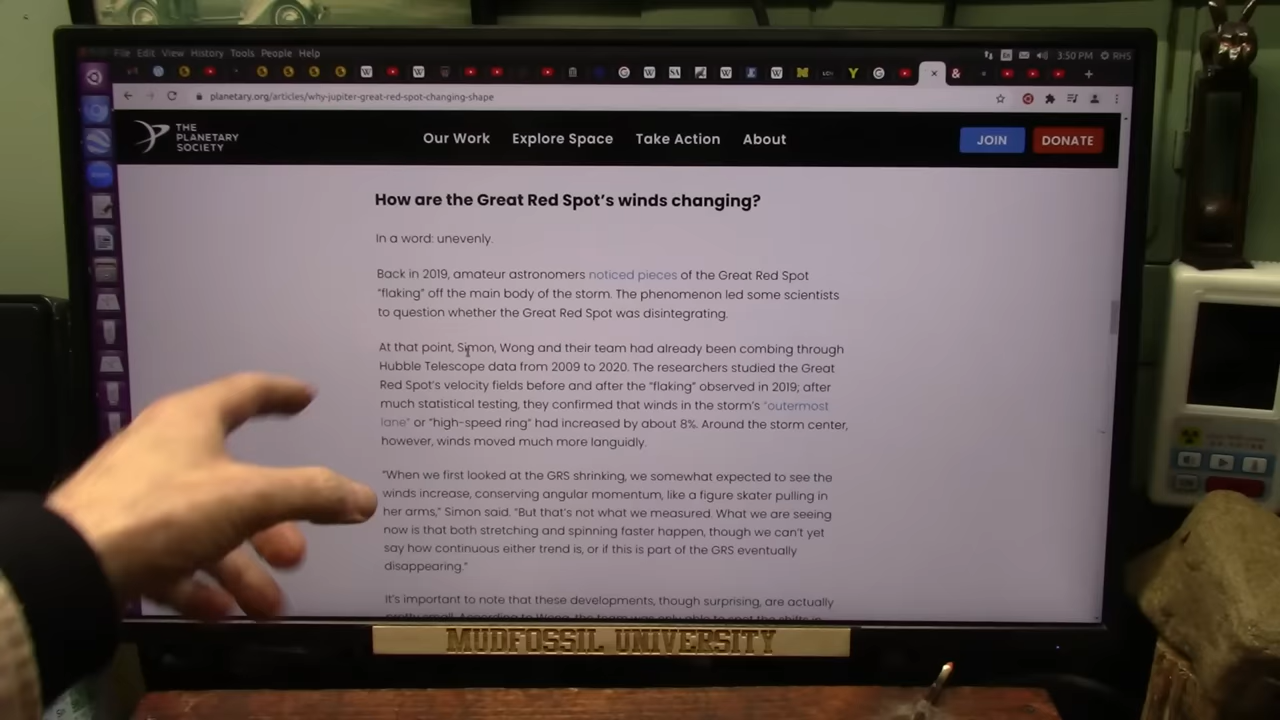 File Edit View History Tools People Help
3:50 PM RHS
planetary.org/articles/why-jupiter-great-red-spot-changing-shape
THE
PLANETARY
SOCIETY
Our Work Explore Space Take Action About JOIN DONATE
How are the Great Red Spot's winds changing?
In a word: unevenly.
Back in 2019, amateur astronomers noticed pieces of the Great Red Spot
"flaking" off the main body of the storm. The phenomenon led some scientists
to question whether the Great Red Spot was disintegrating.
At that point, Simon, Wong and their team had already been combing through
Hubble Telescope data from 2009 to 2020. The researchers studied the Great
Red Spot's velocity fields before and after the "flaking" observed in 2019; after
much statistical testing, they confirmed that winds in the storm's "outermost
lane" or "high-speed ring" had increased by about 8%. Around the storm center,
however, winds moved much more languidly.
"When we first looked at the GRS shrinking, we somewhat expected to see the
winds increase, conserving angular momentum, like a figure skater pulling in
her arms," Simon said. "But that's not what we measured. What we are seeing
now is that both stretching and spinning faster happen, though we can't yet
say how continuous either trend is, or if this is part of the GRS eventually
disappearing."
It's important to note that these developments, though surprising, are actually
MUDFOSSIL UNIVERSITY